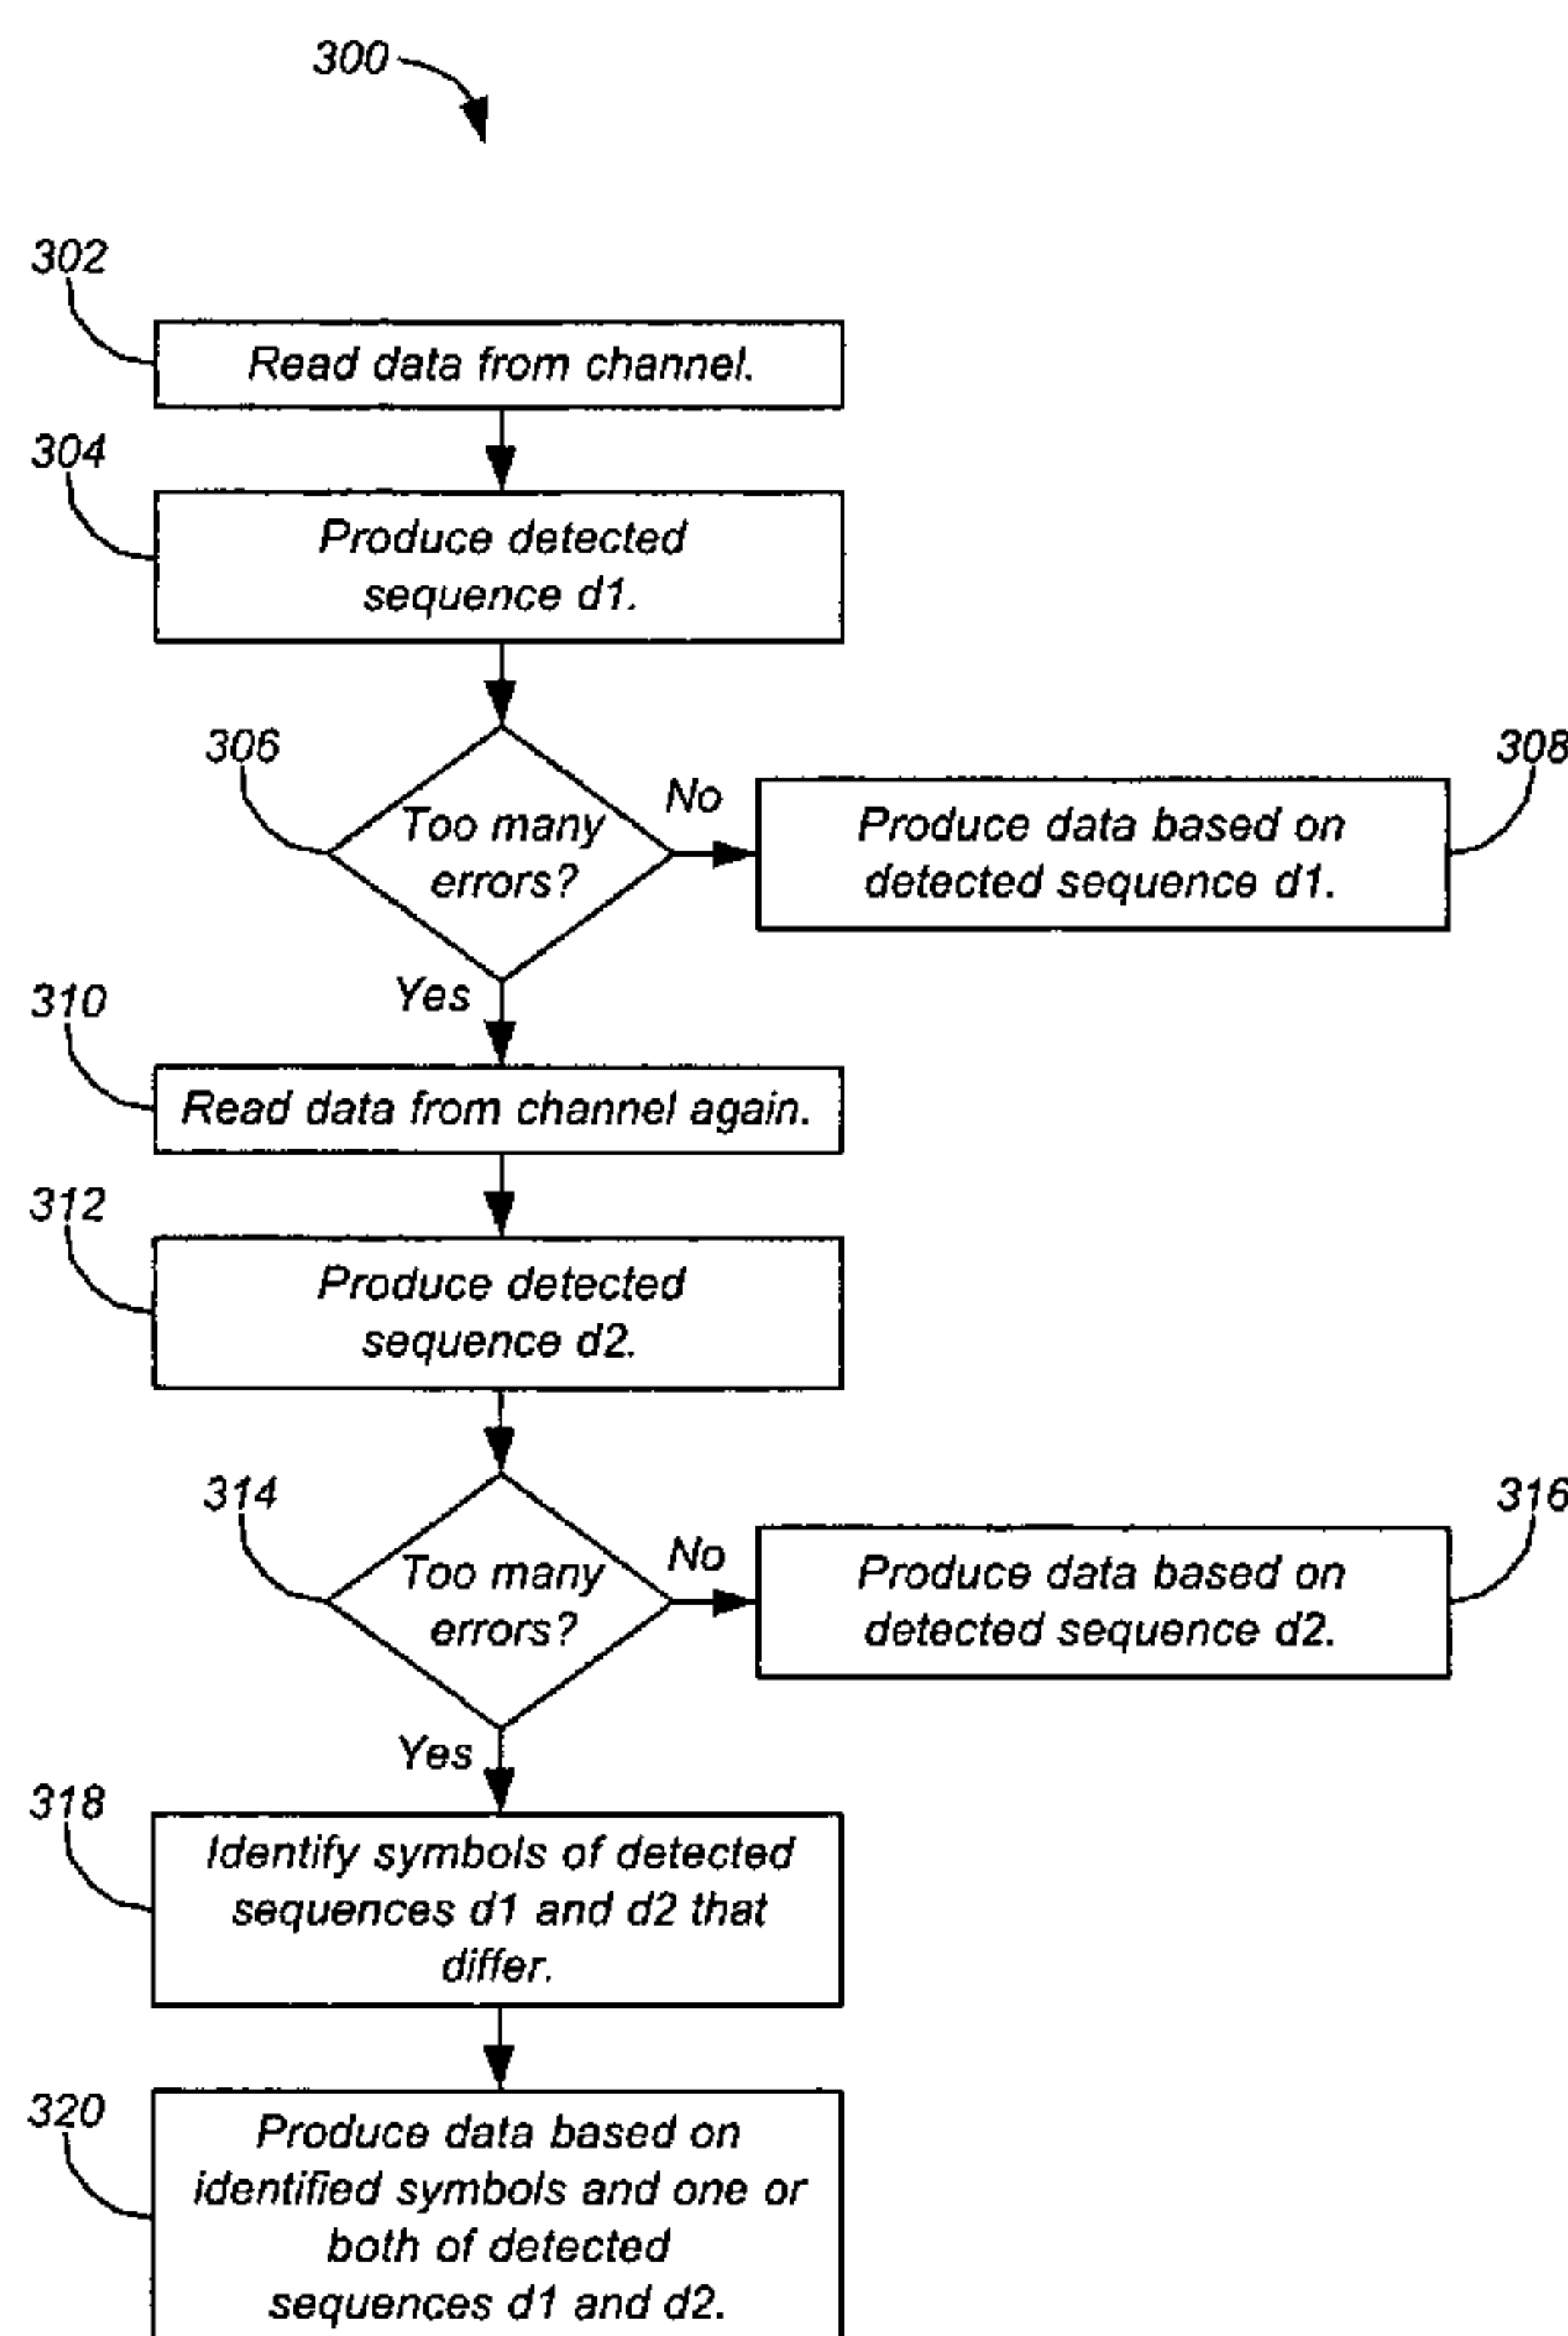 300
302
Read data from channel.
304
Produce detected
sequence d1.
306
Too many
errors?
No
308
Produce data based on
detected sequence d1.
Yes
310
Read data from channel again.
312
Produce detected
sequence d2.
314
Too many
errors?
No
316
Produce data based on
detected sequence d2.
Yes
318
Identify symbols of detected
sequences d1 and d2 that
differ.
320
Produce data based on
identified symbols and one or
both of detected
sequences d1 and d2.